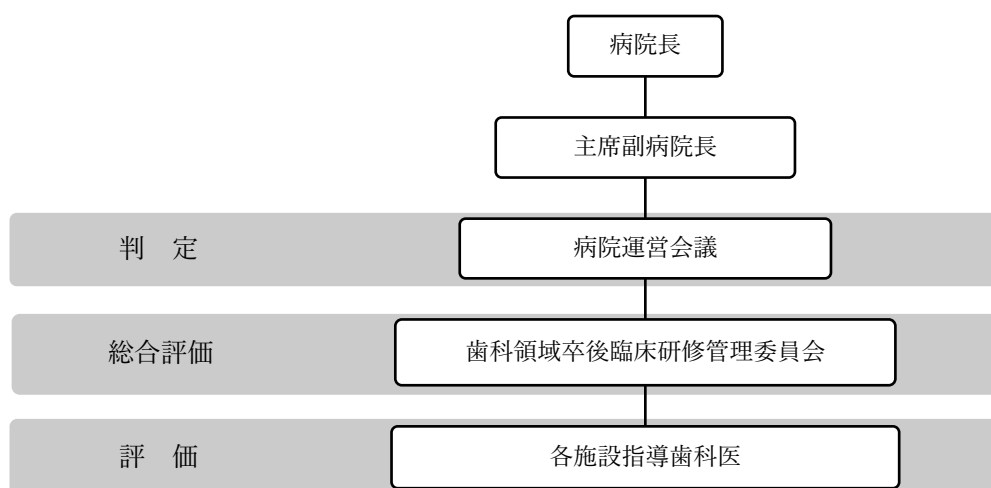 病院長
主席副病院長
判　定
病院運営会議
総合評価
歯科領域卒後臨床研修管理委員会
評　価
各施設指導歯科医